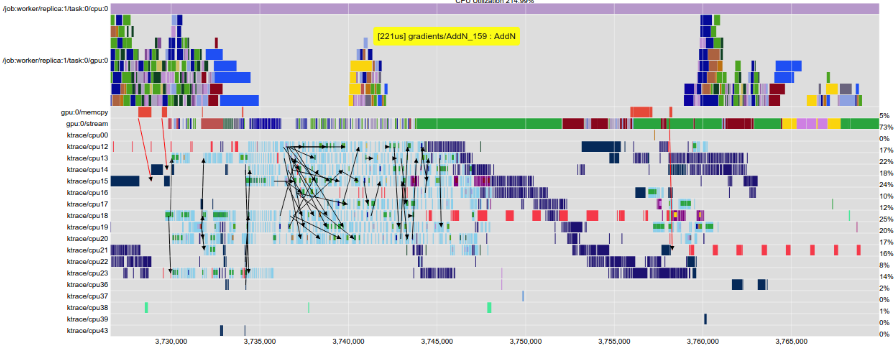 CPU Utilization 214.99%
/job:worker/replica:1/task:0/cpu:0
[221us] gradients/AddN_159 : AddN
/job:worker/replica:1/task:0/gpu:0
gpu:0/memcpy 5%
gpu:0/stream 73%
ktrace/cpu00 0%
ktrace/cpu12 17%
ktrace/cpu13 22%
ktrace/cpu14 18%
ktrace/cpu15 24%
ktrace/cpu16 10%
ktrace/cpu17 12%
ktrace/cpu18 25%
ktrace/cpu19 20%
ktrace/cpu20 17%
ktrace/cpu21 16%
ktrace/cpu22 8%
ktrace/cpu23 14%
ktrace/cpu36 2%
ktrace/cpu37 0%
ktrace/cpu38 0%
ktrace/cpu39 0%
ktrace/cpu43 0%
3,730,000 3,735,000 3,740,000 3,745,000 3,750,000 3,755,000 3,760,000 3,765,000